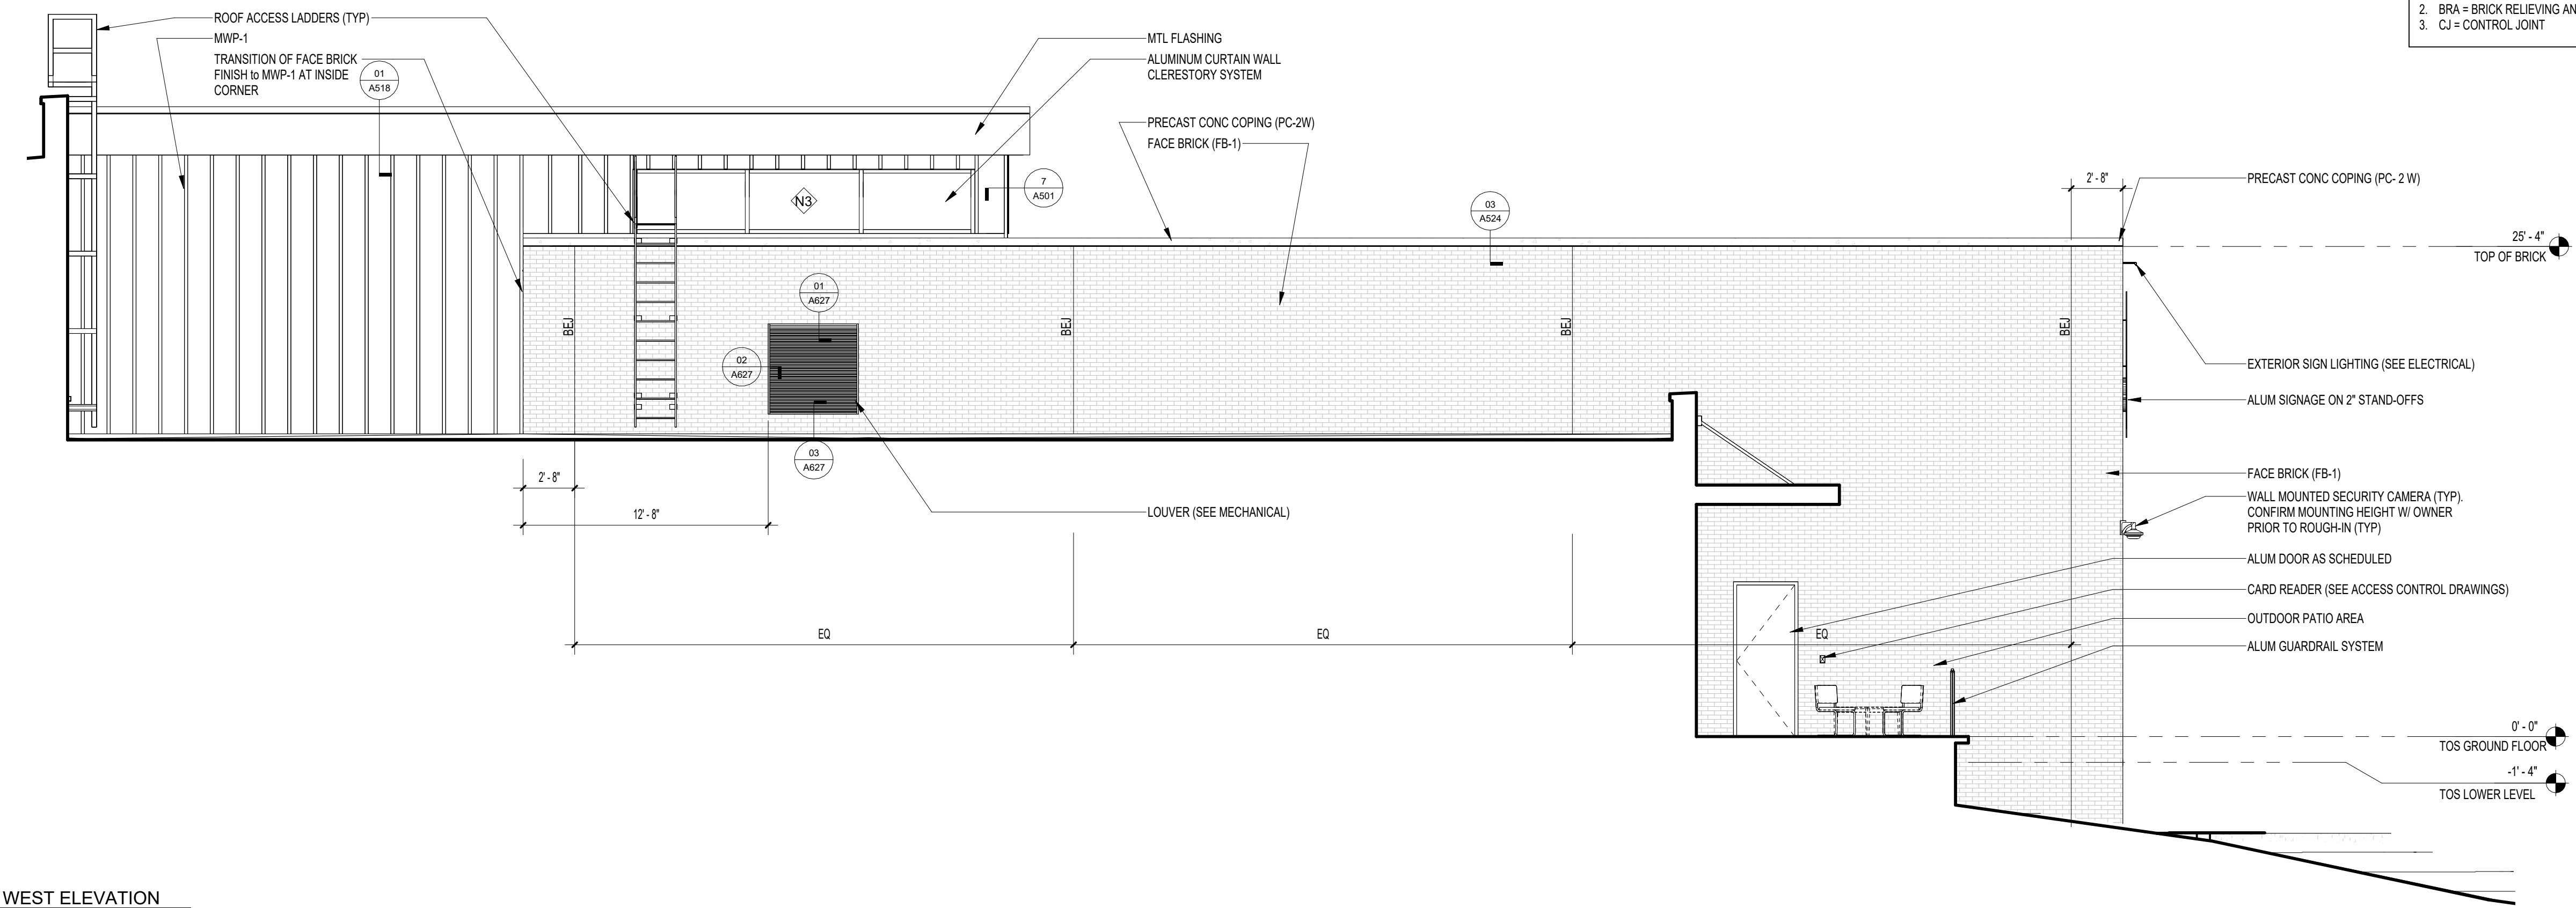 2. BRA = BRICK RELIEVING
3. CJ = CONTROL JOINT
ROOF ACCESS LADDERS (TYP)
MWP-1
TRANSITION OF FACE BRICK
FINISH to MWP-1 AT INSIDE
CORNER
01
A518
MTL FLASHING
ALUMINUM CURTAIN WALL
CLERESTORY SYSTEM
PRECAST CONC COPING (PC-2W)
FACE BRICK (FB-1)
7
A501
N3
03
A524
2' - 8"
PRECAST CONC COPING (PC- 2 W)
25' - 4"
TOP OF BRICK
01
A627
02
A627
03
A627
BEJ
BEJ
BEJ
BEJ
EXTERIOR SIGN LIGHTING (SEE ELECTRICAL)
ALUM SIGNAGE ON 2" STAND-OFFS
2' - 8"
12' - 8"
LOUVER (SEE MECHANICAL)
FACE BRICK (FB-1)
WALL MOUNTED SECURITY CAMERA (TYP).
CONFIRM MOUNTING HEIGHT W/ OWNER
PRIOR TO ROUGH-IN (TYP)
ALUM DOOR AS SCHEDULED
CARD READER (SEE ACCESS CONTROL DRAWINGS)
OUTDOOR PATIO AREA
ALUM GUARDRAIL SYSTEM
EQ
EQ
EQ
0' - 0"
TOS GROUND FLOOR
-1' - 4"
TOS LOWER LEVEL
WEST ELEVATION